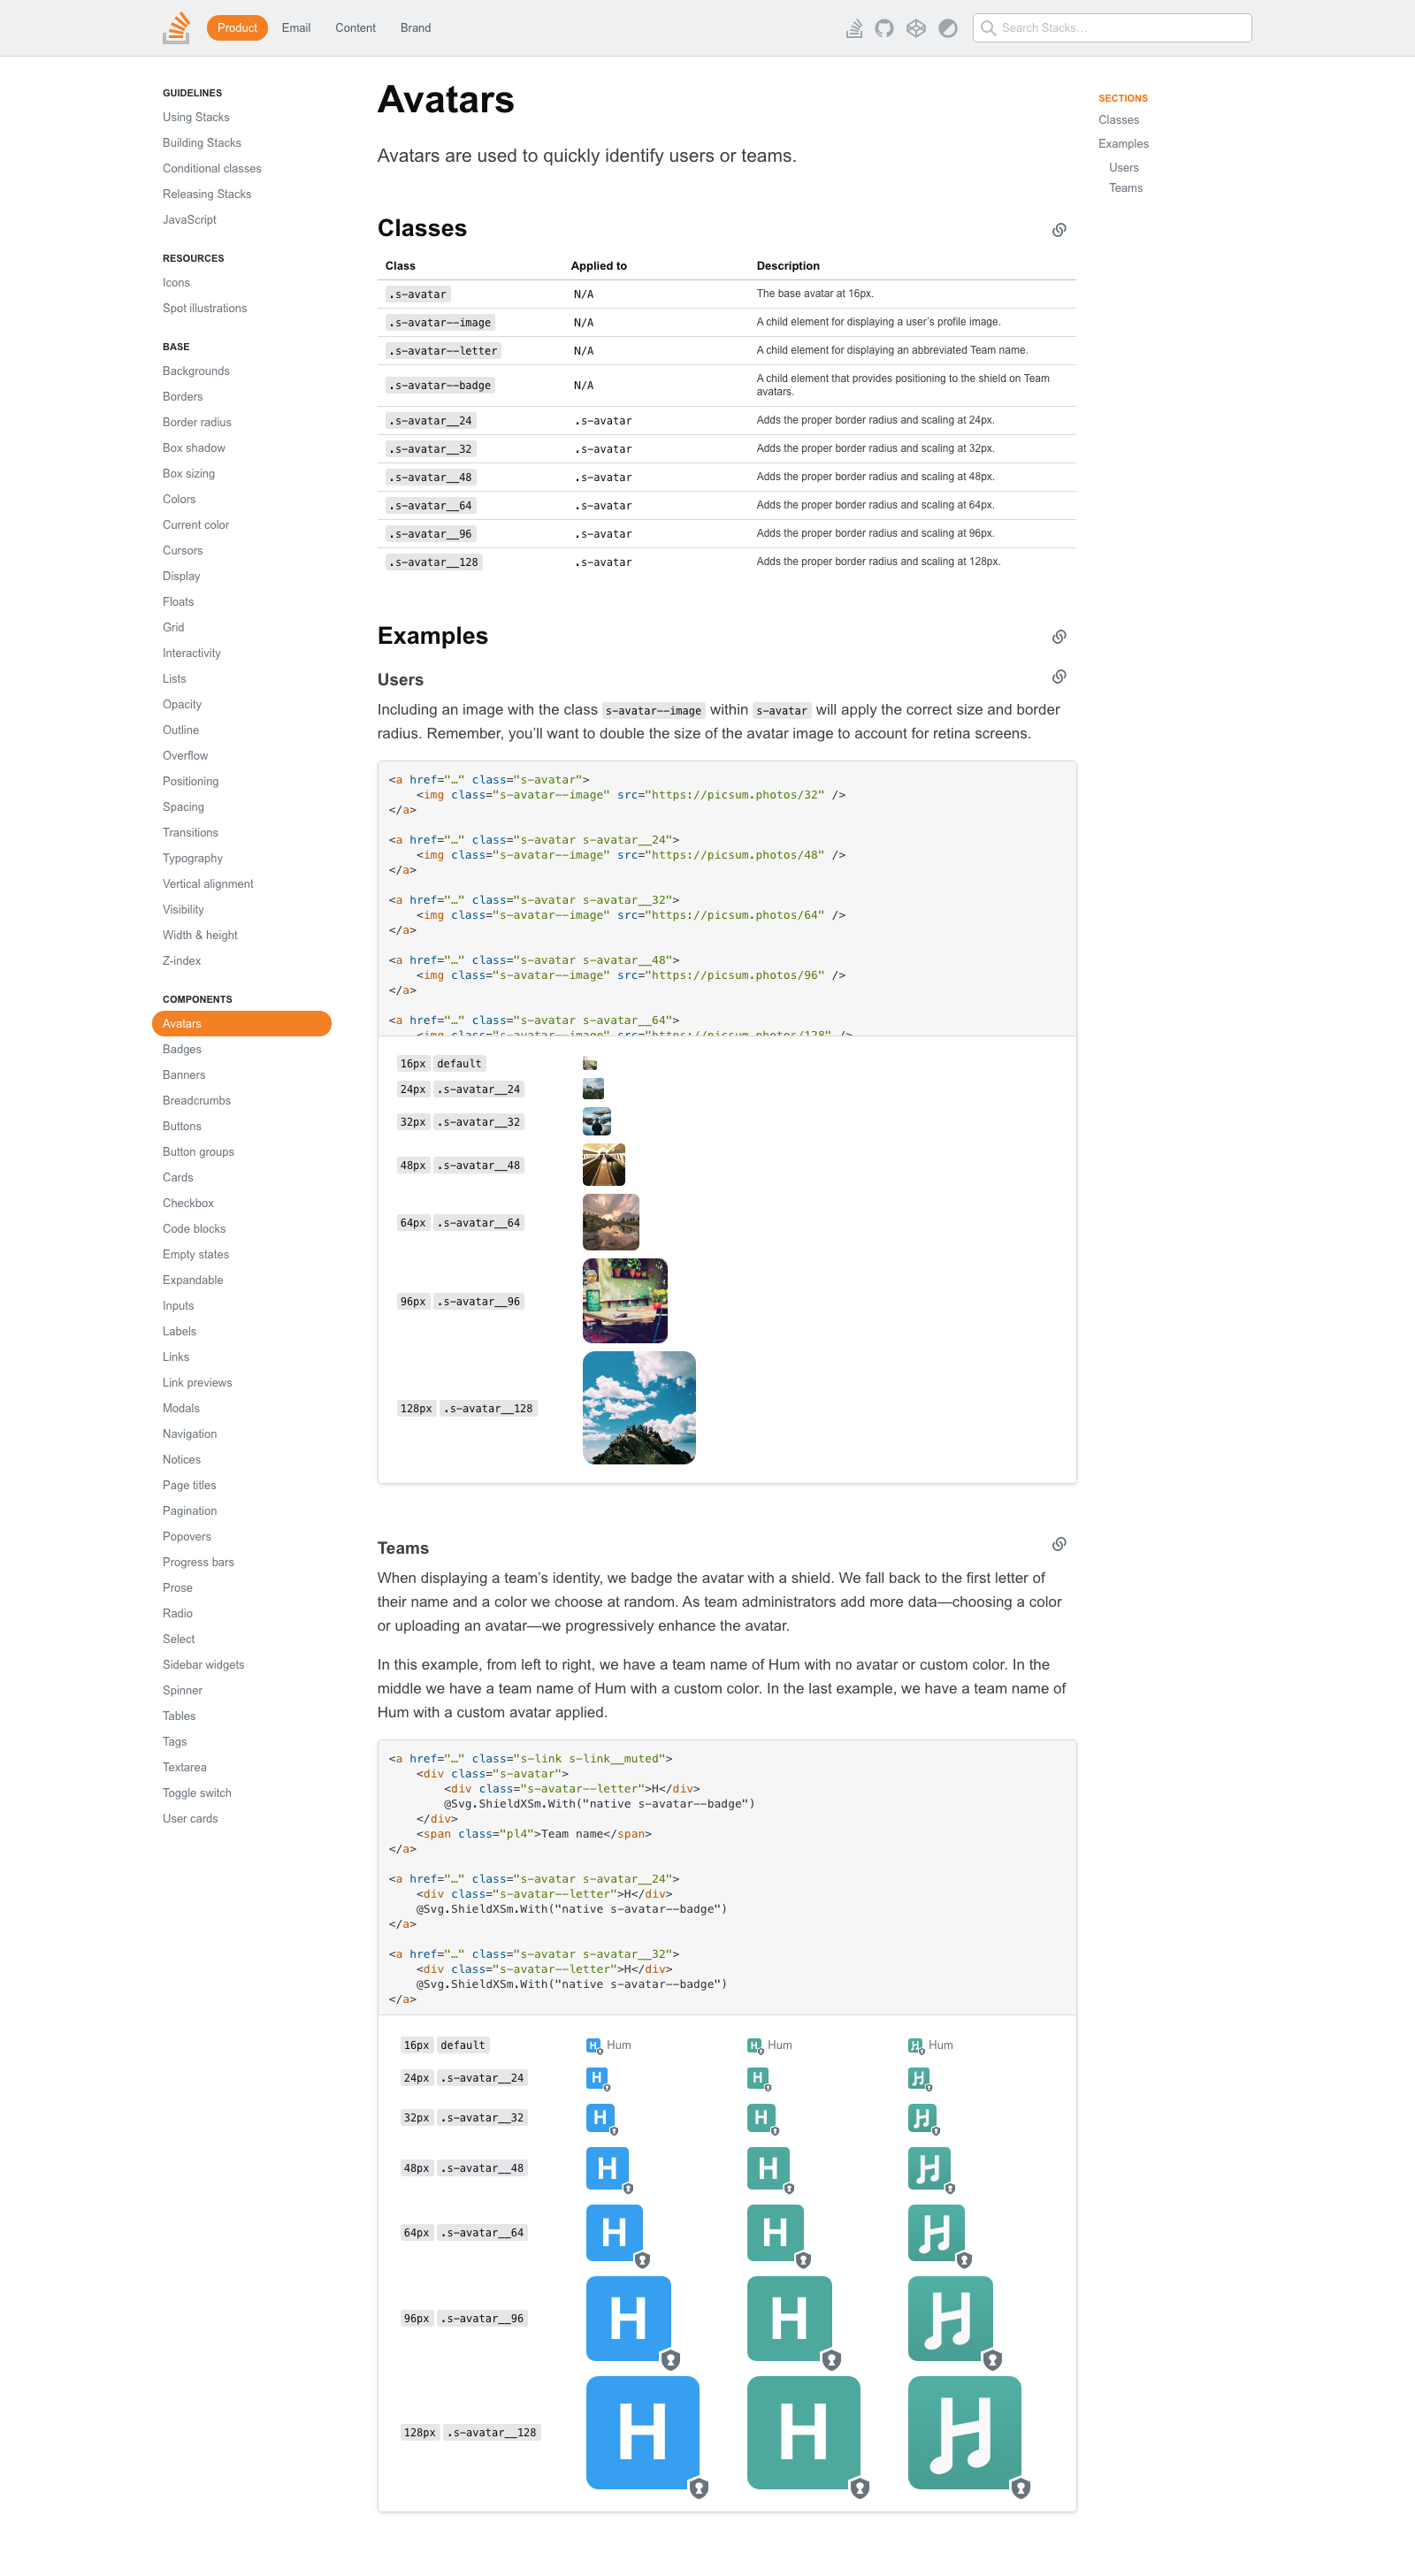 Product
Email
Content
Brand
Search Stacks…
GUIDELINES
Using Stacks
Building Stacks
Conditional classes
Releasing Stacks
JavaScript
RESOURCES
Icons
Spot illustrations
BASE
Backgrounds
Borders
Border radius
Box shadow
Box sizing
Colors
Current color
Cursors
Display
Floats
Grid
Interactivity
Lists
Opacity
Outline
Overflow
Positioning
Spacing
Transitions
Typography
Vertical alignment
Visibility
Width & height
Z-index
COMPONENTS
Avatars
Badges
Banners
Breadcrumbs
Buttons
Button groups
Cards
Checkbox
Code blocks
Empty states
Expandable
Inputs
Labels
Links
Link previews
Modals
Navigation
Notices
Page titles
Pagination
Popovers
Progress bars
Prose
Radio
Select
Sidebar widgets
Spinner
Tables
Tags
Textarea
Toggle switch
User cards
Avatars
Avatars are used to quickly identify users or teams.
Classes
Class Applied to Description
.s-avatar N/A The base avatar at 16px.
.s-avatar--image N/A A child element for displaying a user’s profile image.
.s-avatar--letter N/A A child element for displaying an abbreviated Team name.
.s-avatar--badge N/A A child element that provides positioning to the shield on Team
avatars.
.s-avatar__24 .s-avatar Adds the proper border radius and scaling at 24px.
.s-avatar__32 .s-avatar Adds the proper border radius and scaling at 32px.
.s-avatar__48 .s-avatar Adds the proper border radius and scaling at 48px.
.s-avatar__64 .s-avatar Adds the proper border radius and scaling at 64px.
.s-avatar__96 .s-avatar Adds the proper border radius and scaling at 96px.
.s-avatar__128 .s-avatar Adds the proper border radius and scaling at 128px.
Examples
Users
Including an image with the class s-avatar--image within s-avatar will apply the correct size and border
radius. Remember, you’ll want to double the size of the avatar image to account for retina screens.
<a href="…" class="s-avatar">
<img class="s-avatar--image" src="https://picsum.photos/32" />
</a>
<a href="…" class="s-avatar s-avatar__24">
<img class="s-avatar--image" src="https://picsum.photos/48" />
</a>
<a href="…" class="s-avatar s-avatar__32">
<img class="s-avatar--image" src="https://picsum.photos/64" />
</a>
<a href="…" class="s-avatar s-avatar__48">
<img class="s-avatar--image" src="https://picsum.photos/96" />
</a>
<a href="…" class="s-avatar s-avatar__64">
<img class="s-avatar--image" src="https://picsum.photos/128" />
16px default
24px .s-avatar__24
32px .s-avatar__32
48px .s-avatar__48
64px .s-avatar__64
96px .s-avatar__96
128px .s-avatar__128
Teams
When displaying a team’s identity, we badge the avatar with a shield. We fall back to the first letter of
their name and a color we choose at random. As team administrators add more data—choosing a color
or uploading an avatar—we progressively enhance the avatar.
In this example, from left to right, we have a team name of Hum with no avatar or custom color. In the
middle we have a team name of Hum with a custom color. In the last example, we have a team name of
Hum with a custom avatar applied.
<a href="…" class="s-link s-link__muted">
<div class="s-avatar">
<div class="s-avatar--letter">H</div>
@Svg.ShieldXSm.With("native s-avatar--badge")
</div>
<span class="pl4">Team name</span>
</a>
<a href="…" class="s-avatar s-avatar__24">
<div class="s-avatar--letter">H</div>
@Svg.ShieldXSm.With("native s-avatar--badge")
</a>
<a href="…" class="s-avatar s-avatar__32">
<div class="s-avatar--letter">H</div>
@Svg.ShieldXSm.With("native s-avatar--badge")
</a>
16px default H Hum H Hum Hum
24px .s-avatar__24 H H
32px .s-avatar__32 H H
48px .s-avatar__48 H H
64px .s-avatar__64 H H
96px .s-avatar__96 H H
128px .s-avatar__128 H H
SECTIONS
Classes
Examples
Users
Teams